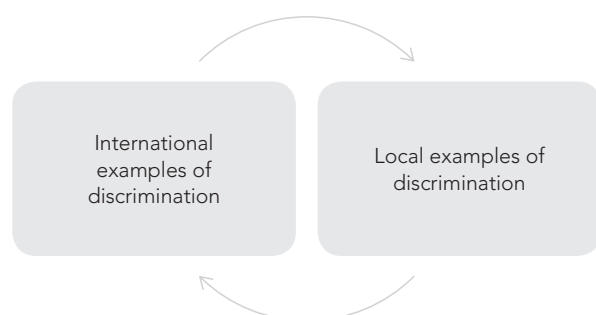 International
examples of
discrimination
Local examples of
discrimination